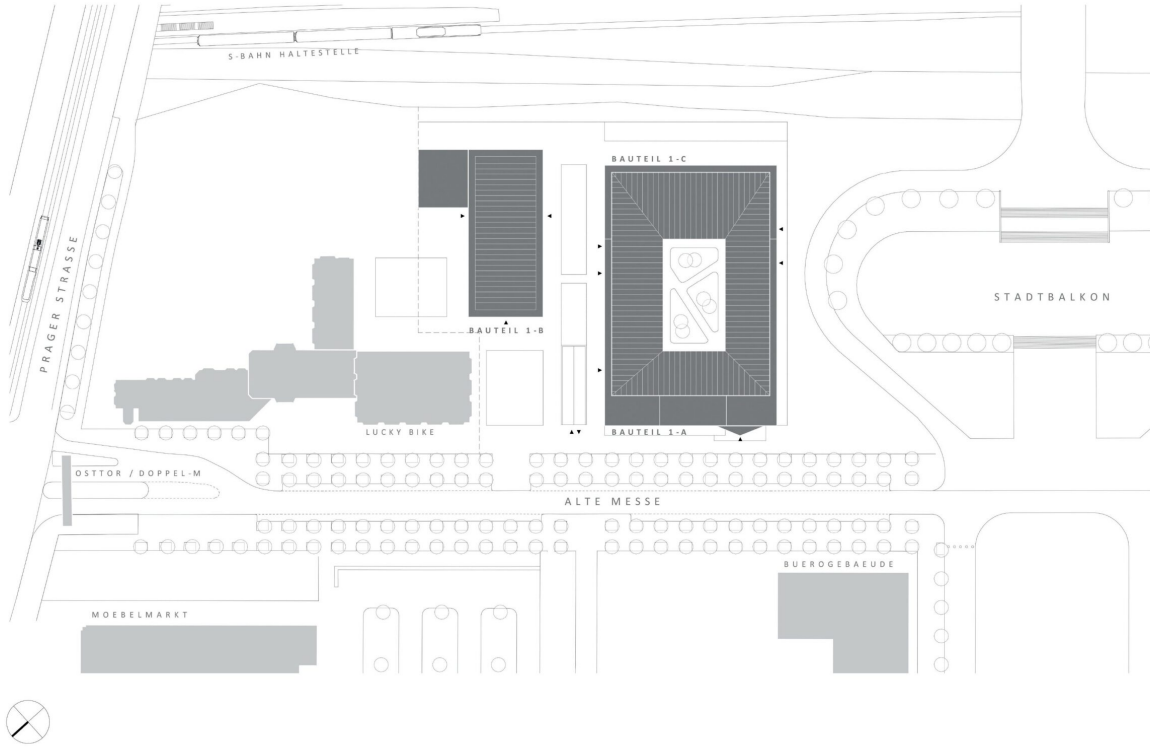 S-BAHN HALTESTELLE
BAUTEIL 1-C
PRAGER STRASSE
STADTBALKON
BAUTEIL 1-B
LUCKY BIKE
BAUTEIL 1-A
OSTTOR / DOPPEL-M
ALTE MESSE
BUEROGEBAEUDE
MOEBELMARKT